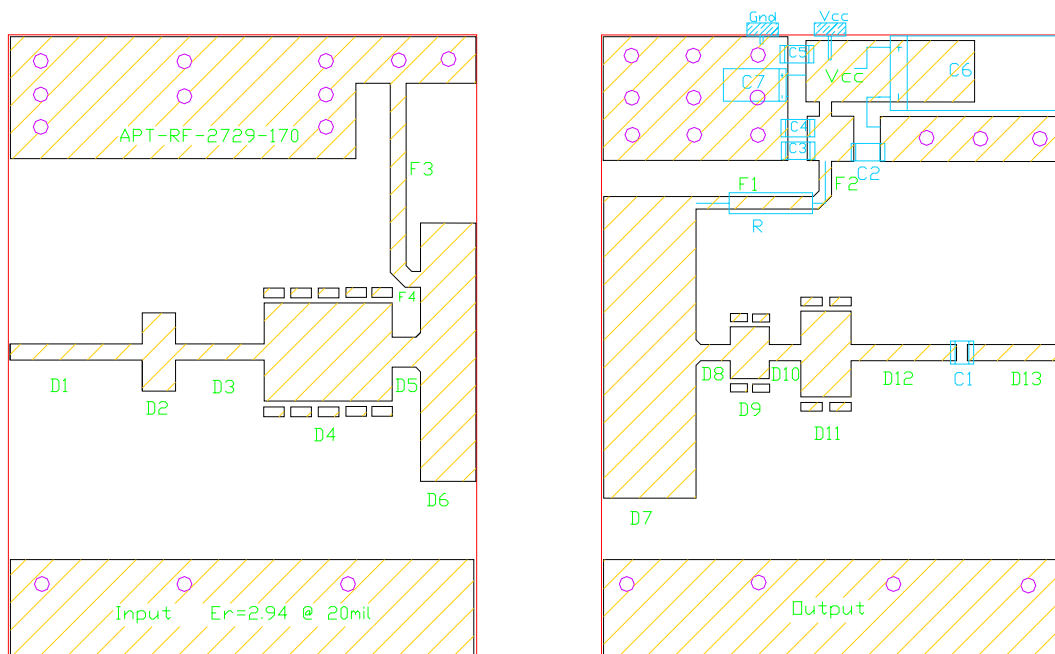 Gnd
Vcc
C5
C7
Vcc
C6
APT-RF-2729-170
C4
C3
C2
F3
F1
F2
R
F4
D1
D2
D3
D4
D5
D6
D7
D8
D9
D10
D11
D12
C1
D13
Input Er=2.94 @ 20mil
Output